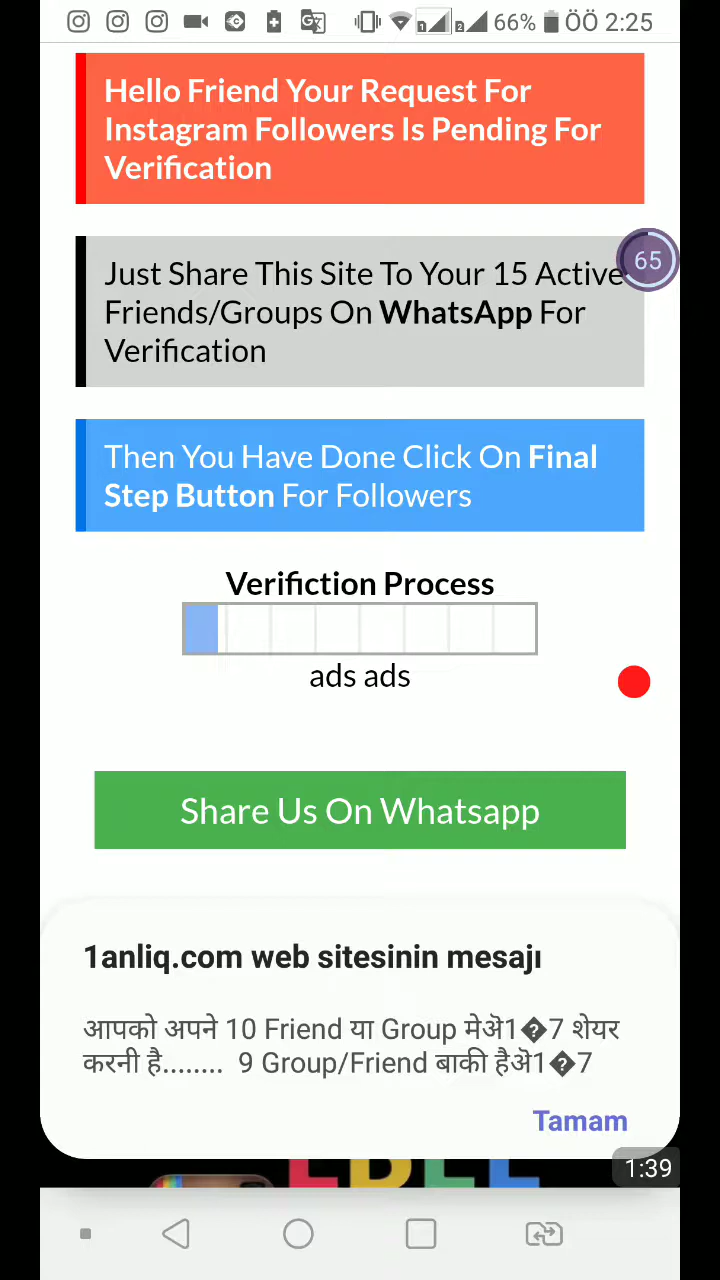 66% ÖÖ 2:25
Hello Friend Your Request For
Instagram Followers Is Pending For
Verification
65
Just Share This Site To Your 15 Active
Friends/Groups On WhatsApp For
Verification
Then You Have Done Click On Final
Step Button For Followers
Verifiction Process
ads ads
Share Us On Whatsapp
1anliq.com web sitesinin mesajı
आपको अपने 10 Friend या Group मेॲ1�7 शेयर
करनी है........ 9 Group/Friend बाकी हैॲ1�7
Tamam
1:39